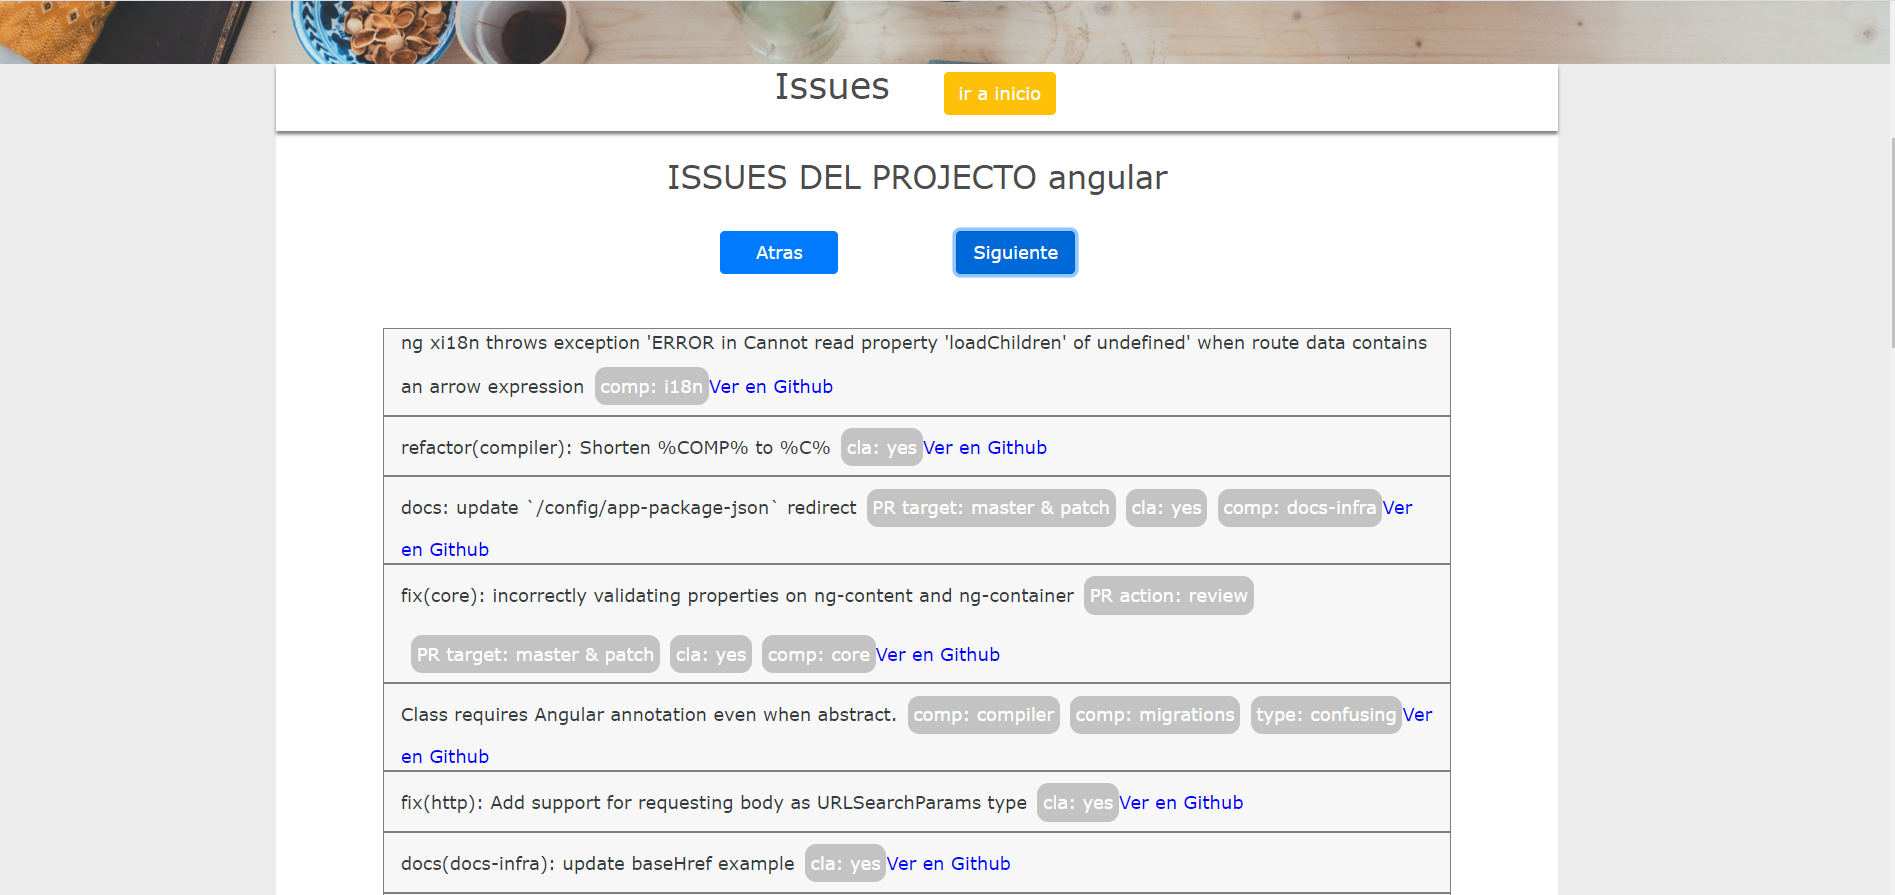 Issues ir a inicio
ISSUES DEL PROJECTO angular
Atras Siguiente
ng xi18n throws exception 'ERROR in Cannot read property 'loadChildren' of undefined' when route data contains
an arrow expression comp: i18n Ver en Github
refactor(compiler): Shorten %COMP% to %C% cla: yes Ver en Github
docs: update `/config/app-package-json` redirect PR target: master & patch cla: yes comp: docs-infra Ver
en Github
fix(core): incorrectly validating properties on ng-content and ng-container PR action: review
PR target: master & patch cla: yes comp: core Ver en Github
Class requires Angular annotation even when abstract. comp: compiler comp: migrations type: confusing Ver
en Github
fix(http): Add support for requesting body as URLSearchParams type cla: yes Ver en Github
docs(docs-infra): update baseHref example cla: yes Ver en Github